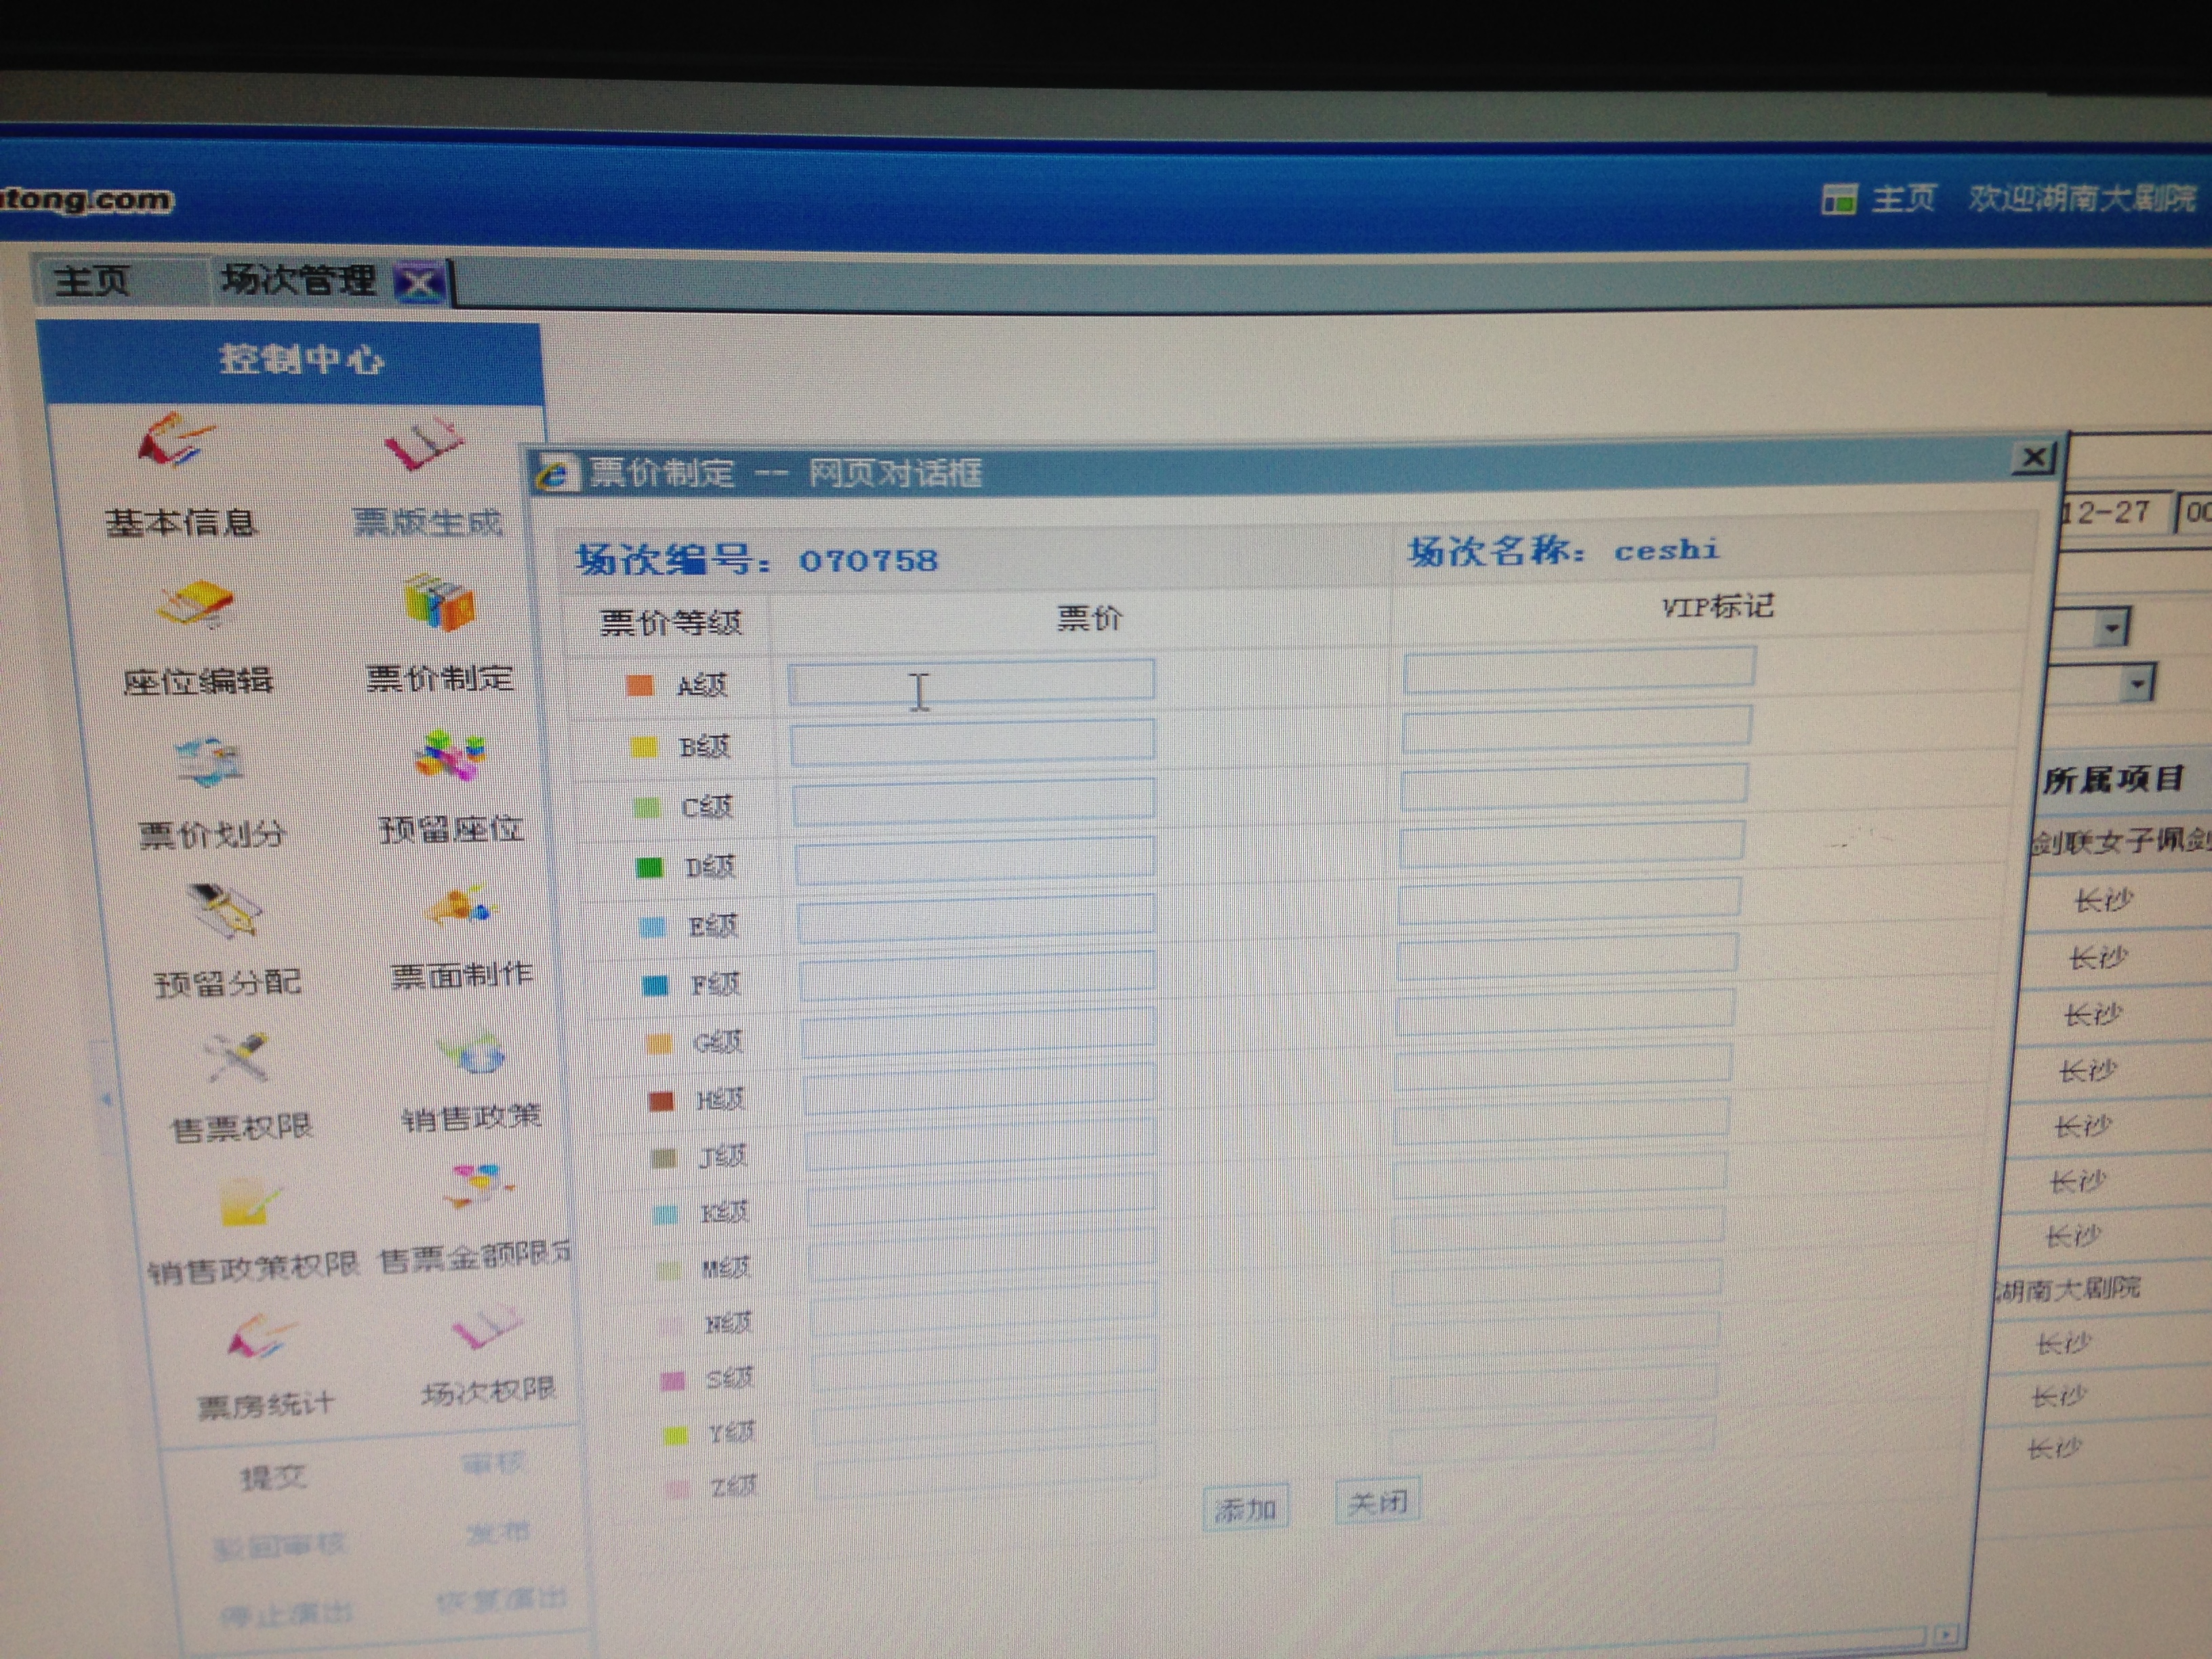 tong.com
主页 欢迎湖南大剧院
主页 场次管理
控制中心
基本信息 票版生成
座位编辑 票价制定
票价划分 预留座位
预留分配 票面制作
售票权限 销售政策
销售政策权限 售票金额限定
票房统计 场次权限
提交 审核
驳回审核 发布
停止演出 恢复演出
票价制定 -- 网页对话框
场次编号: 070758 场次名称: ceshi
票价等级 票价 VIP标记
A级
B级
C级
D级
E级
F级
G级
H级
J级
K级
M级
N级
S级
Y级
Z级
添加 关闭
12-27 00
所属项目
剑联女子佩剑
长沙
长沙
长沙
长沙
长沙
长沙
长沙
湖南大剧院
长沙
长沙
长沙